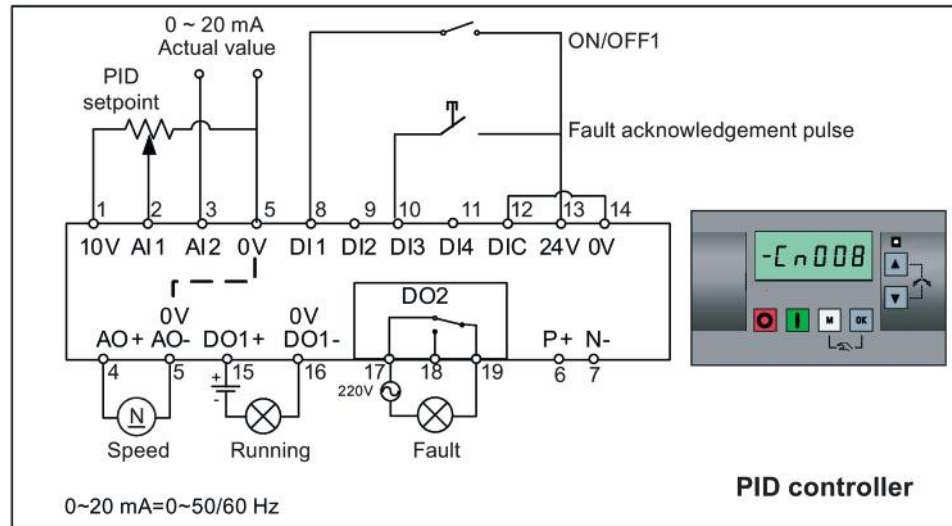 0 ~ 20 mA
Actual value
ON/OFF1
PID
setpoint
Fault acknowledgement pulse
1 2 3 5 8 9 10 11 12 13 14
10V AI1 AI2 0V DI1 DI2 DI3 DI4 DIC 24V 0V
-Cn008
M OK
DO2
0V 0V
AO+ AO- DO1+ DO1- P+ N-
4 5 15 16 17 18 19 6 7
+
-
220V
N
Speed Running Fault
PID controller
0~20 mA=0~50/60 Hz